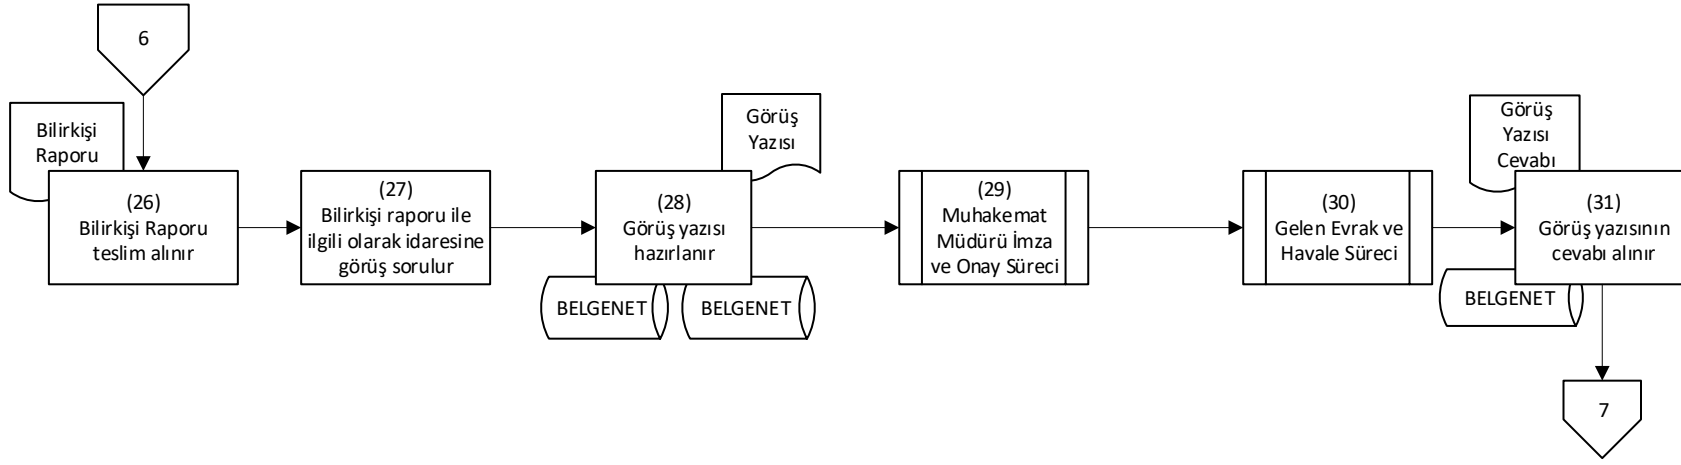 6
Bilirkişi
Raporu
(26)
Bilirkişi Raporu
teslim alınır
(27)
Bilirkişi raporu ile
ilgili olarak idaresine
görüş sorulur
Görüş
Yazısı
(28)
Görüş yazısı
hazırlanır
BELGENET
BELGENET
(29)
Muhakemat
Müdürü İmza
ve Onay Süreci
(30)
Gelen Evrak ve
Havale Süreci
Görüş
Yazısı
Cevabı
(31)
Görüş yazısının
cevabı alınır
BELGENET
7